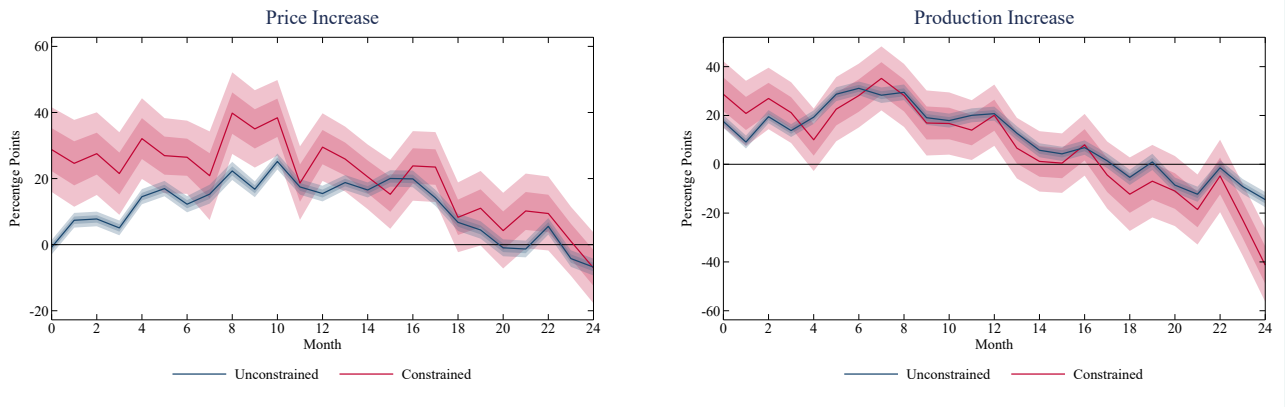 Price Increase
Percentge Points
60
40
20
0
-20
0 2 4 6 8 10 12 14 16 18 20 22 24
Month
Unconstrained Constrained
Production Increase
Percentge Points
40
20
0
-20
-40
-60
0 2 4 6 8 10 12 14 16 18 20 22 24
Month
Unconstrained Constrained